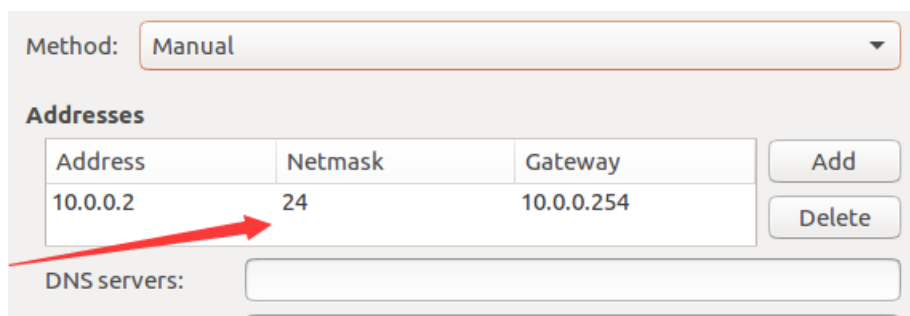 Method: Manual
Addresses
Address Netmask Gateway Add
10.0.0.2 24 10.0.0.254
Delete
DNS servers: